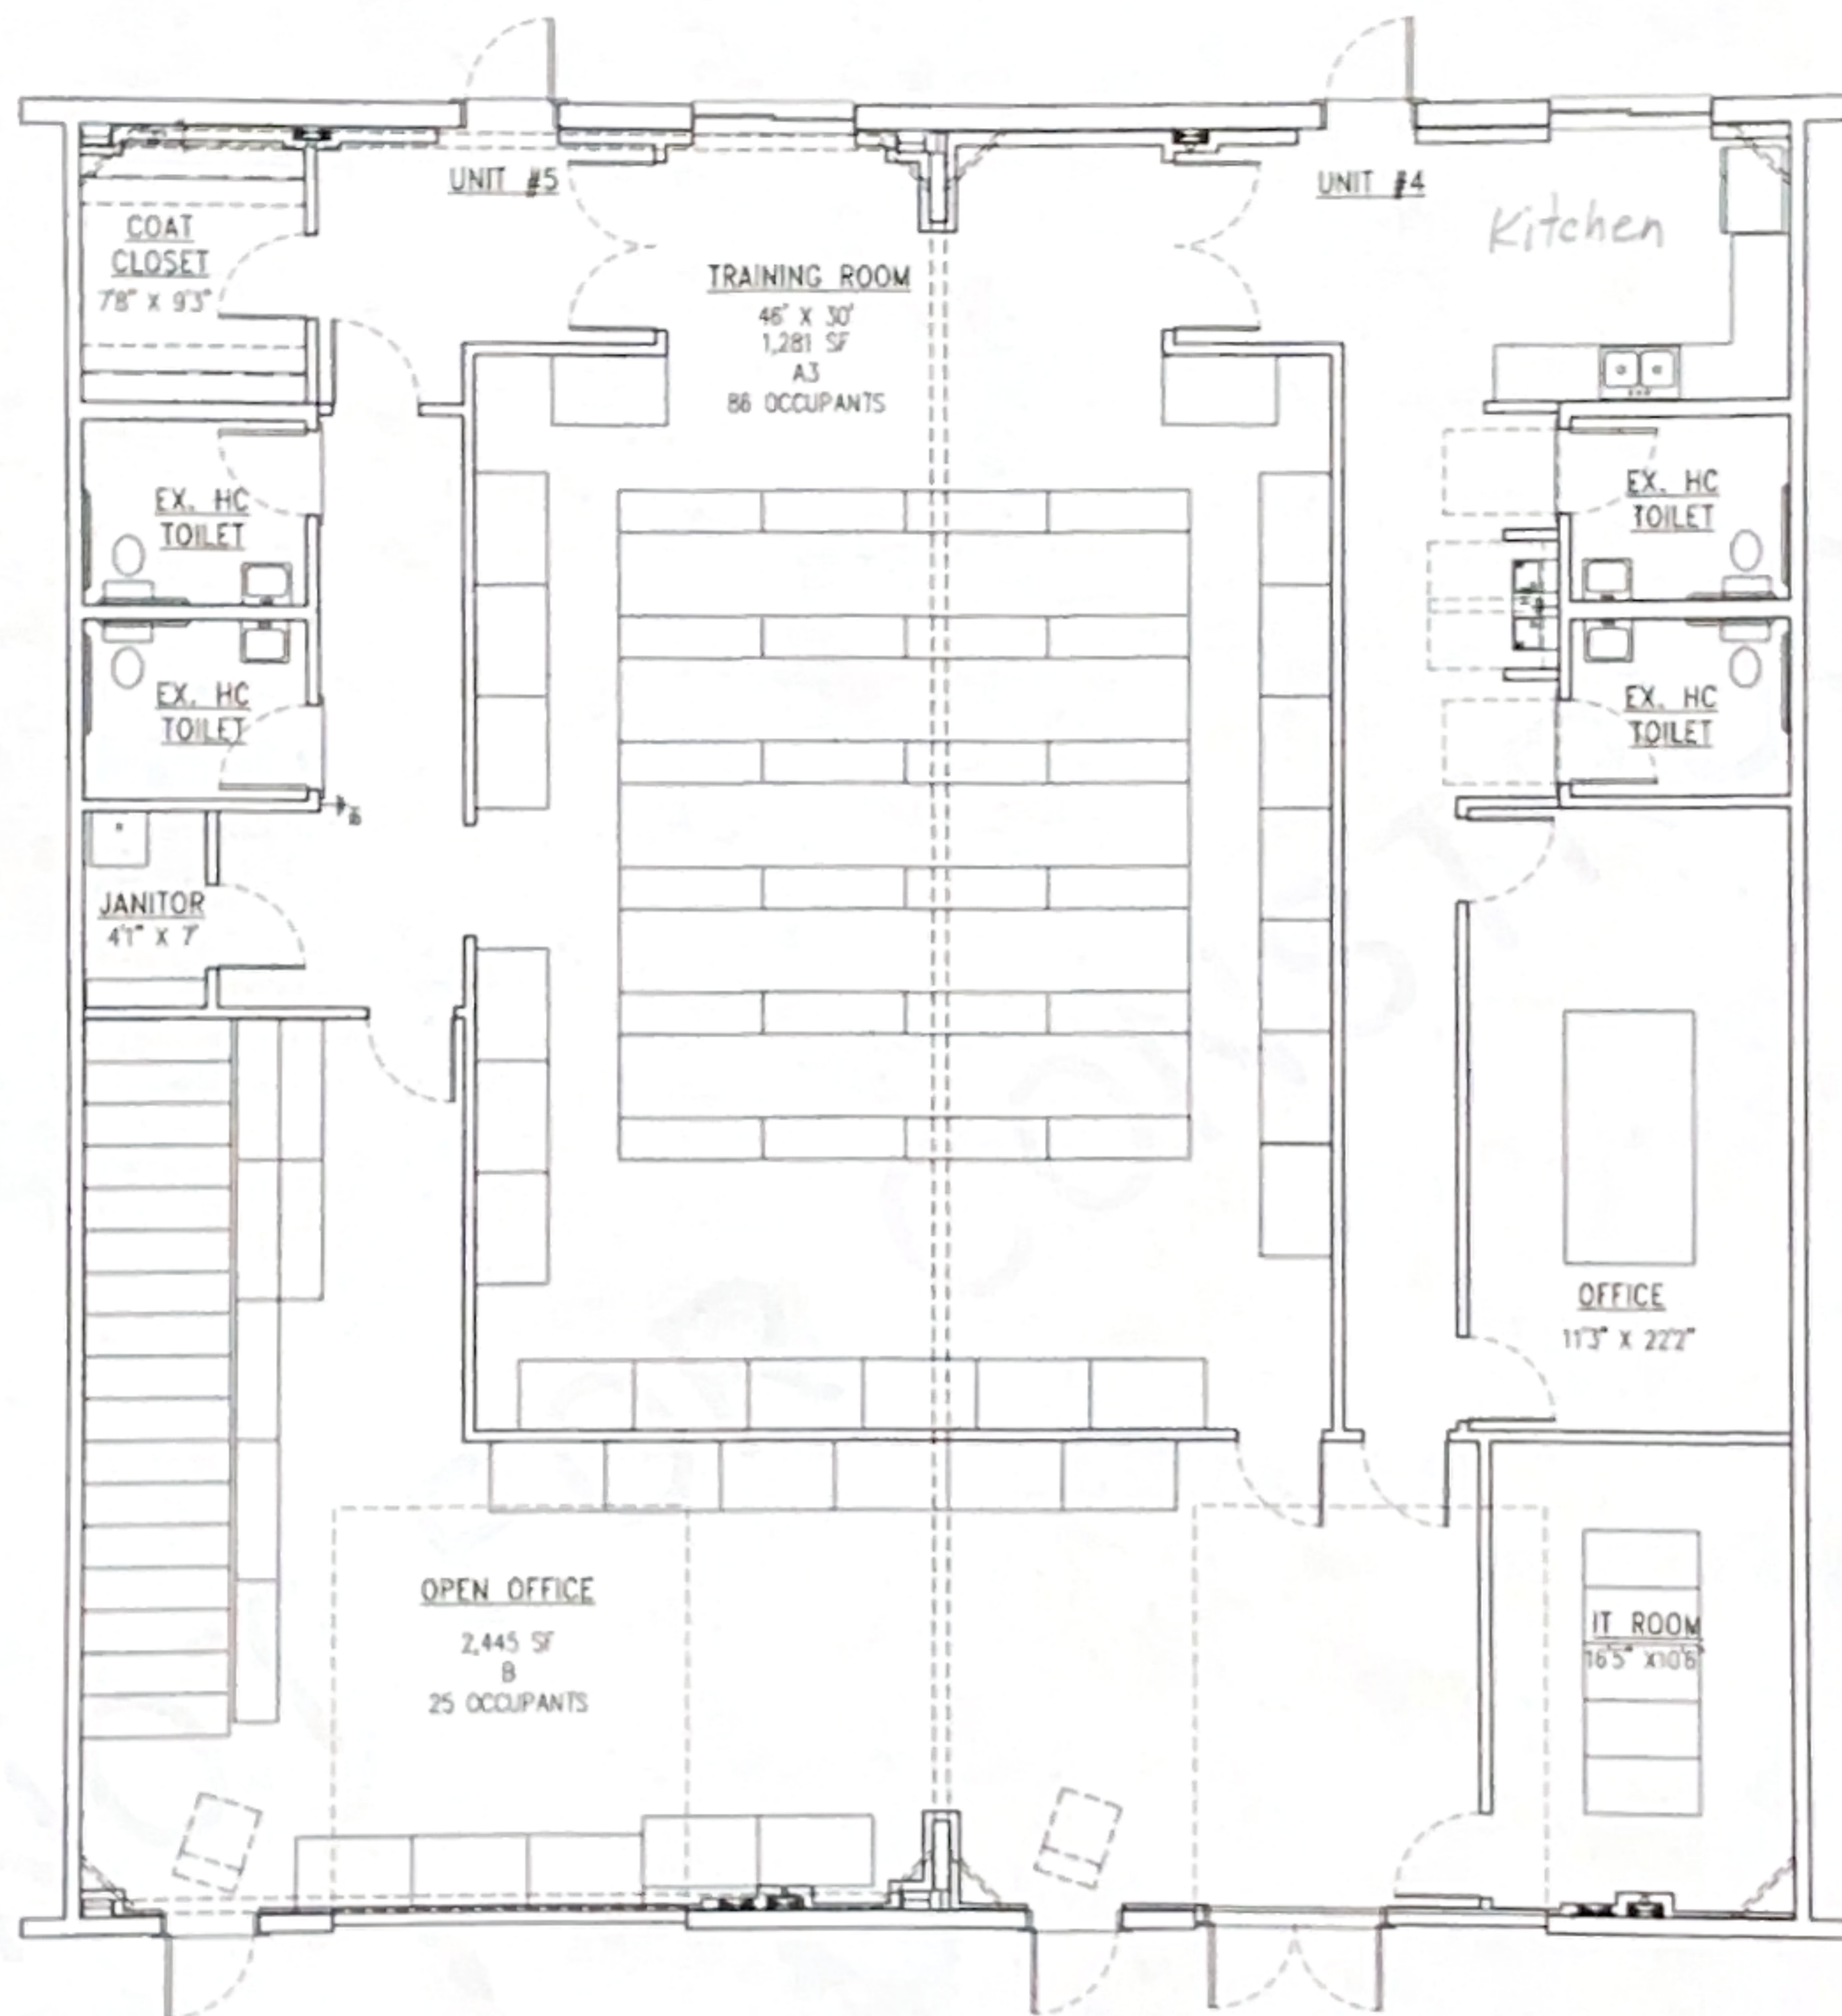 UNIT #5
UNIT #4
Kitchen
COAT
CLOSET
7'8" X 9'3"
TRAINING ROOM
46' X 30'
1,281 SF
A3
86 OCCUPANTS
EX. HC
TOILET
EX. HC
TOILET
EX. HC
TOILET
EX. HC
TOILET
JANITOR
4'1" X 7'
OFFICE
11'3" X 22'2"
OPEN OFFICE
2,445 SF
B
25 OCCUPANTS
IT ROOM
16'5" X10'6"